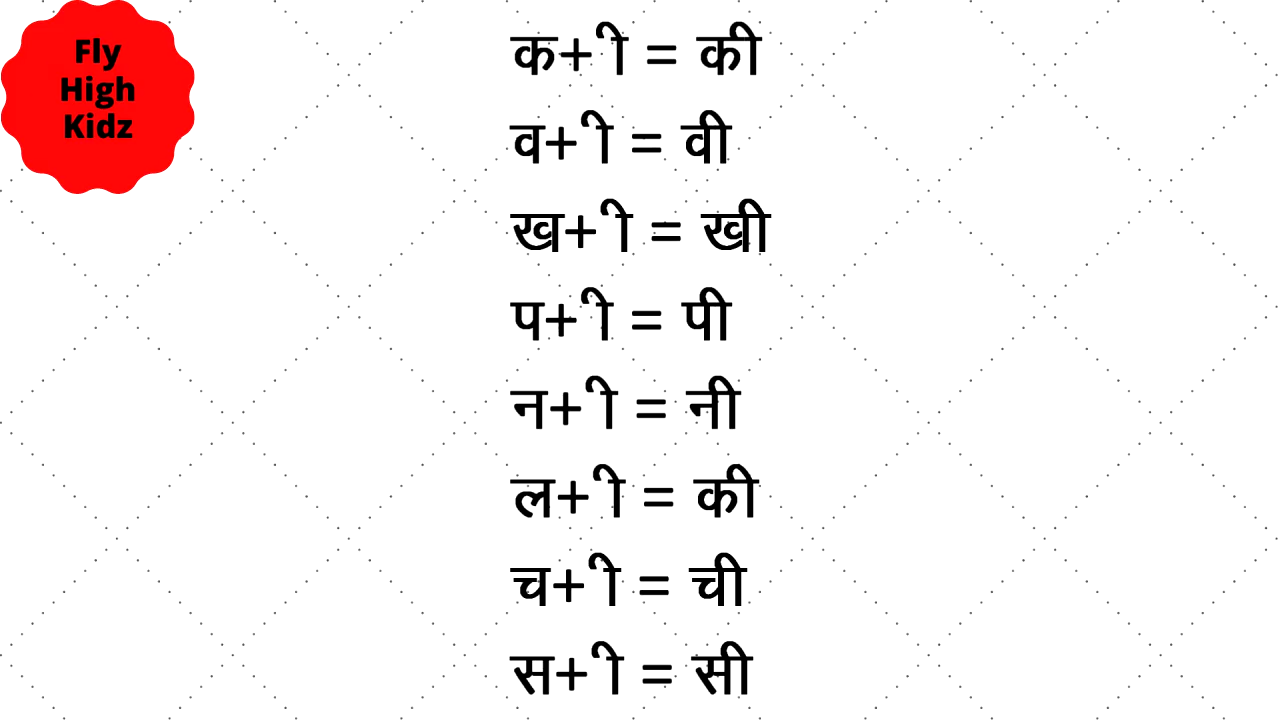 Fly
High
Kidz
क+ी = की
व+ी = वी
ख+ी = खी
प+ी = पी
न+ी = नी
ल+ी = की
च+ी = ची
स+ी = सी